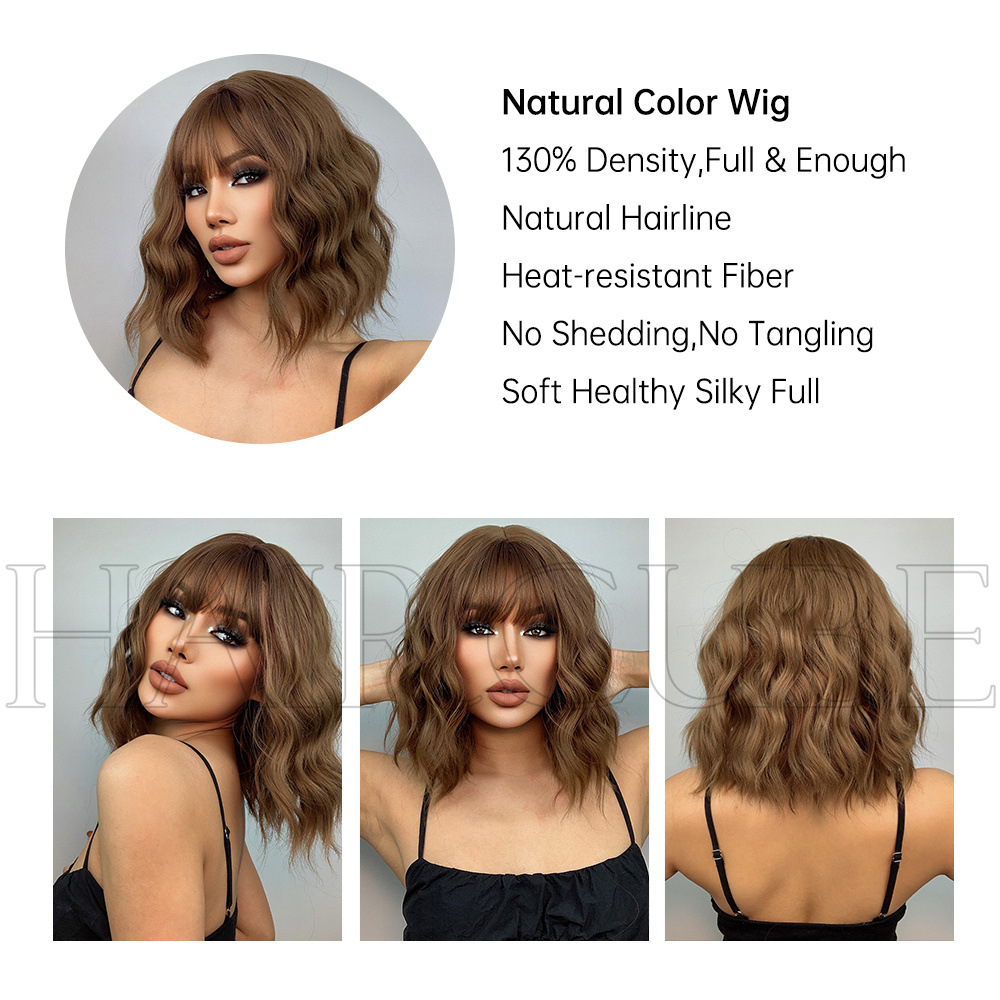 Natural Color Wig
130% Density,Full & Enough
Natural Hairline
Heat-resistant Fiber
No Shedding,No Tangling
Soft Healthy Silky Full
HAIRCUBE